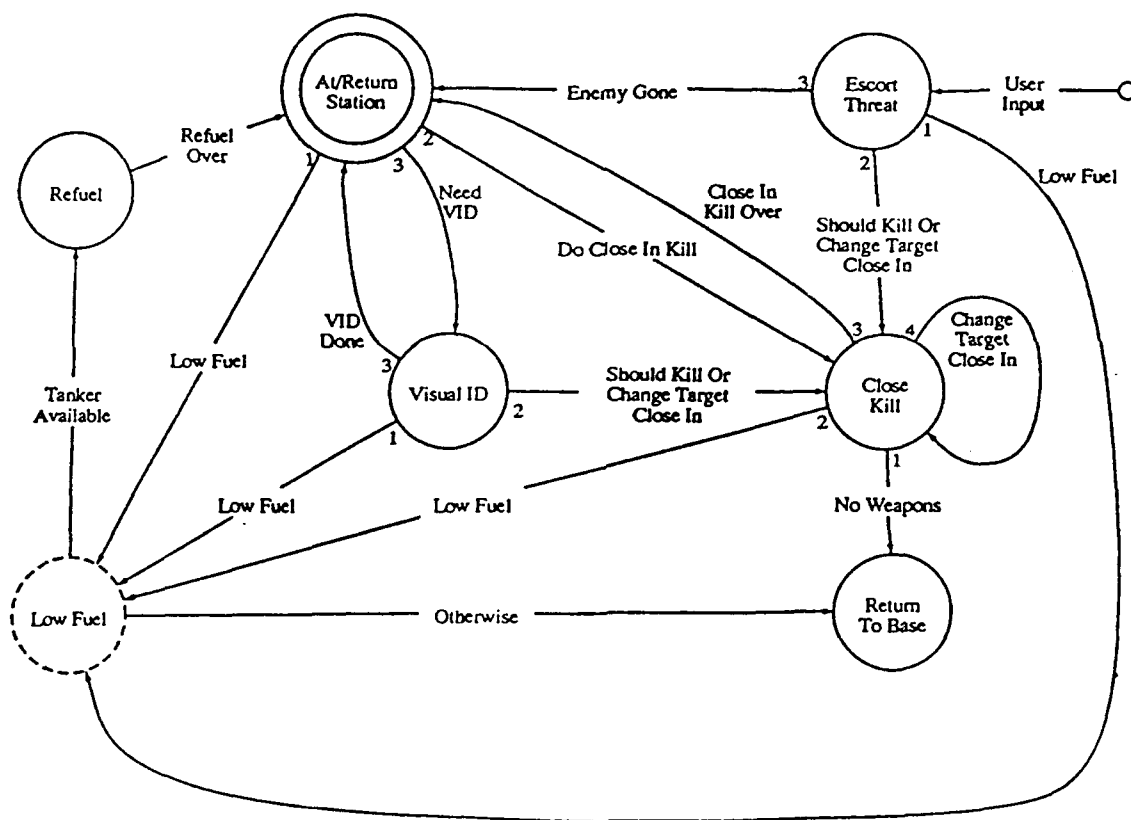 At/Return
Station
1
2
3
Enemy Gone
3
Escort
Threat
1
2
User
Input
Refuel
Over
Refuel
Need
VID
Close In
Kill Over
Low Fuel
Should Kill Or
Change Target
Close In
Do Close In Kill
VID
Done
Low Fuel
Tanker
Available
3
Visual ID
1
2
Should Kill Or
Change Target
Close In
3
4
Close
Kill
2
1
Change
Target
Close In
Low Fuel
Low Fuel
No Weapons
Low Fuel
Otherwise
Return
To Base